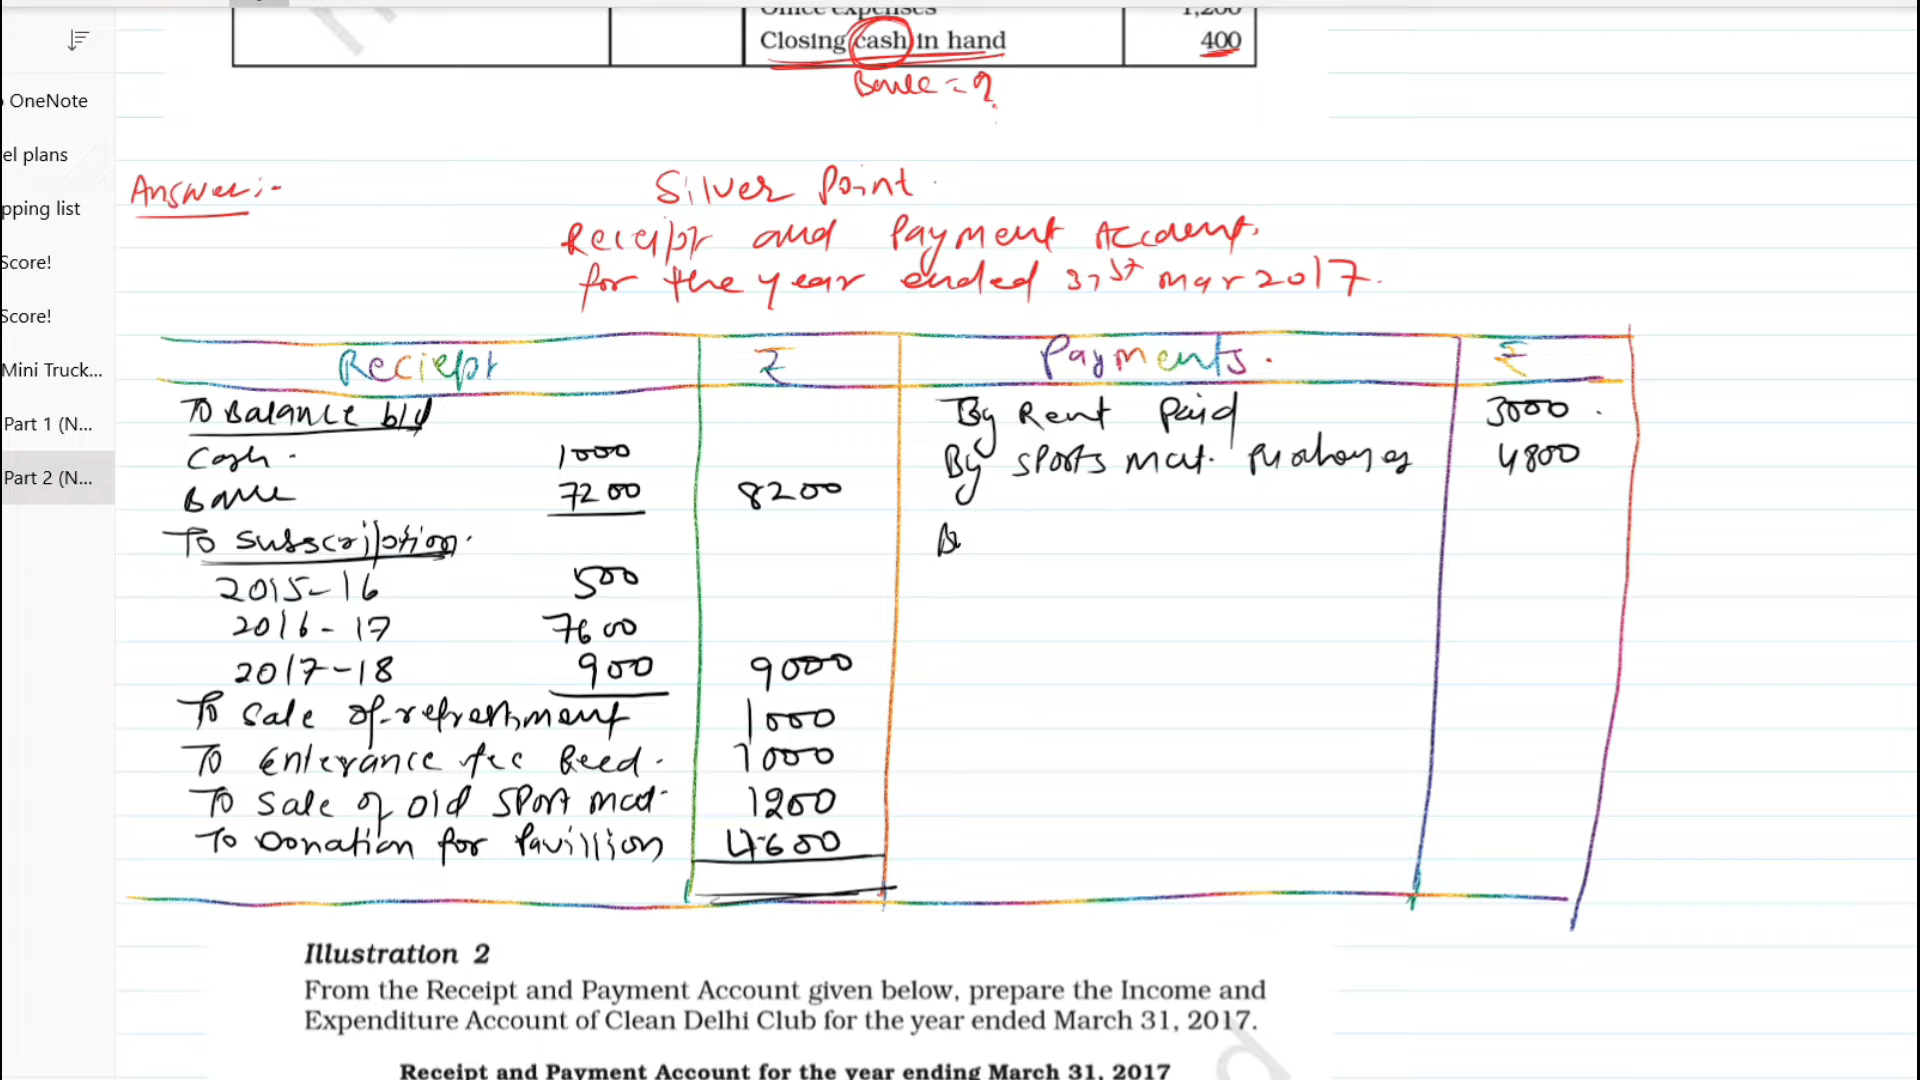 Office expenses 1,200
Closing cash in hand 400
= ?
OneNote
el plans
pping list
Score!
Score!
Mini Truck...
Part 1 (N...
Part 2 (N...
Answer:-
Silver Point
Receipt and Payment Account.
for the year ended 31st Mar 2017.
Reciept ₹ Payments. ₹
To Balance b/d By Rent Paid 3000
Cash 1000 By Sports mat. 4800
7200 8200
To Subscription.
2015-16 500
2016-17 7600
2017-18 900 9000
To Sale of refreshment 1000
To Enterance fee Recd. 1000
To Sale of old Sport mat. 1200
To Donation for Pavillion 4600
Illustration 2
From the Receipt and Payment Account given below, prepare the Income and
Expenditure Account of Clean Delhi Club for the year ended March 31, 2017.
Receipt and Payment Account for the year ending March 31, 2017